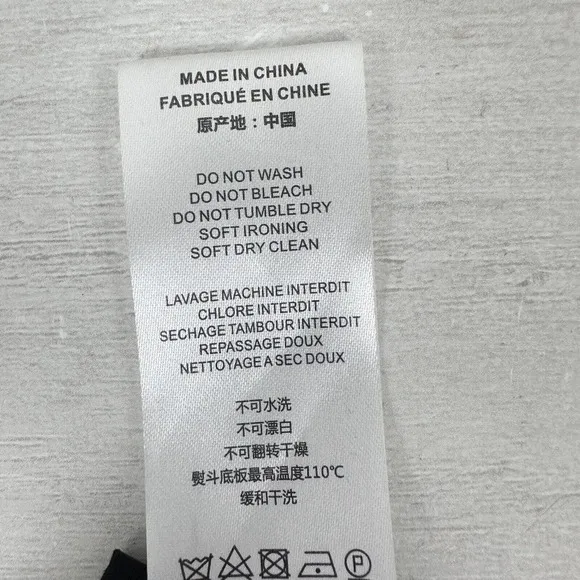 MADE IN CHINA
FABRIQUÉ EN CHINE
原产地：中国
DO NOT WASH
DO NOT BLEACH
DO NOT TUMBLE DRY
SOFT IRONING
SOFT DRY CLEAN
LAVAGE MACHINE INTERDIT
CHLORE INTERDIT
SECHAGE TAMBOUR INTERDIT
REPASSAGE DOUX
NETTOYAGE A SEC DOUX
不可水洗
不可漂白
不可翻转干燥
熨斗底板最高温度110℃
缓和干洗
P